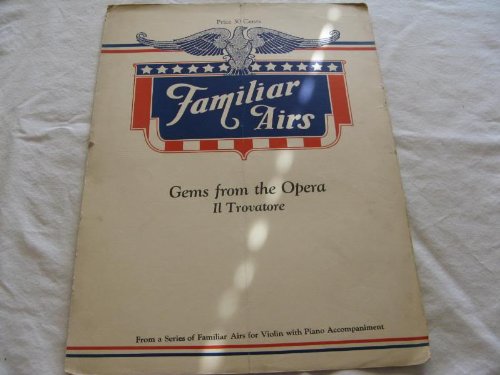 Price 50 Cents
Familiar
Airs
Gems from the Opera
Il Trovatore
From a Series of Familiar Airs for Violin with Piano Accompaniment